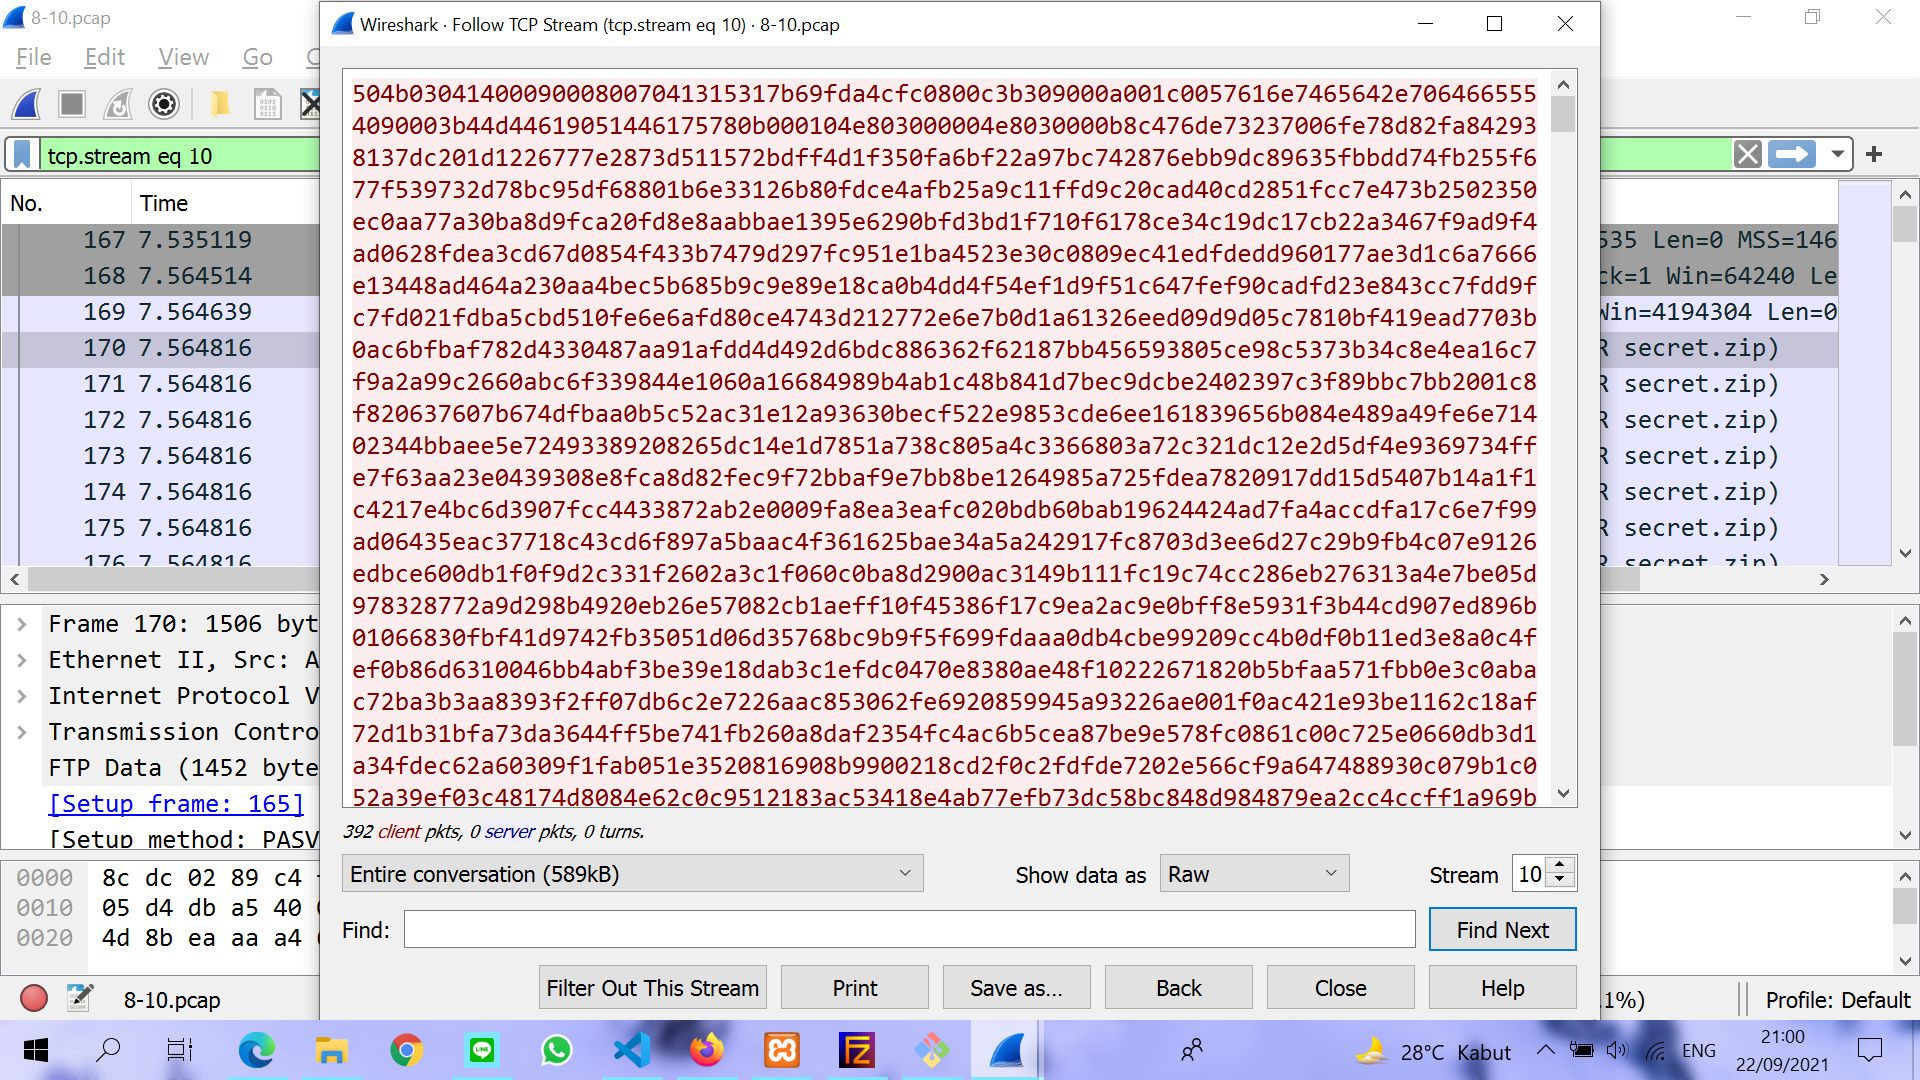 8-10.pcap
File Edit View Go C
tcp.stream eq 10
No. Time
167 7.535119
168 7.564514
169 7.564639
170 7.564816
171 7.564816
172 7.564816
173 7.564816
174 7.564816
175 7.564816
176 7.564816
535 Len=0 MSS=146
ck=1 Win=64240 Le
Win=4194304 Len=0
R secret.zip)
R secret.zip)
R secret.zip)
R secret.zip)
R secret.zip)
R secret.zip)
R secret.zip)
Frame 170: 1506 byt
Ethernet II, Src: A
Internet Protocol V
Transmission Contro
FTP Data (1452 byte
[Setup frame: 165]
[Setup method: PASV
0000 8c dc 02 89 c4
0010 05 d4 db a5 40
0020 4d 8b ea aa a4
8-10.pcap
.1%)
Profile: Default
Wireshark · Follow TCP Stream (tcp.stream eq 10) · 8-10.pcap
504b03041400090008007041315317b69fda4cfc0800c3b309000a001c0057616e7465642e7064665555
4090003b44d44619051446175780b000104e803000004e8030000b8c476de73237006fe78d82fa84293
8137dc201d1226777e2873d511572bdff4d1f350fa6bf22a97bc742876ebb9dc89635fbbdd74fb255f6
677f539732d78bc95df68801b6e33126b80fdce4afb25a9c11ffd9c20cad40cd2851fcc7e473b2502350
ec0aa77a30ba8d9fca20fd8e8aabbae1395e6290bfd3bd1f710f6178ce34c19dc17cb22a3467f9ad9f4
ad0628fdea3cd67d0854f433b7479d297fc951e1ba4523e30c0809ec41edfdedd960177ae3d1c6a7666
e13448ad464a230aa4bec5b685b9c9e89e18ca0b4dd4f54ef1d9f51c647fef90cadfd23e843cc7fdd9f
c7fd021fdba5cbd510fe6e6afd80ce4743d212772e6e7b0d1a61326eed09d9d05c7810bf419ead7703b
0ac6bfbaf782d4330487aa91afdd4d492d6bdc886362f62187bb456593805ce98c5373b34c8e4ea16c7
f9a2a99c2660abc6f339844e1060a16684989b4ab1c48b841d7bec9dcbe2402397c3f89bbc7bb2001c8
f820637607b674dfbaa0b5c52ac31e12a93630becf522e9853cde6ee161839656b084e489a49fe6e714
02344bbaee5e72493389208265dc14e1d7851a738c805a4c3366803a72c321dc12e2d5df4e9369734ff
e7f63aa23e0439308e8fca8d82fec9f72bbaf9e7bb8be1264985a725fdea7820917dd15d5407b14a1f1
c4217e4bc6d3907fcc4433872ab2e0009fa8ea3eafc020bdb60bab19624424ad7fa4accdfa17c6e7f99
ad06435eac37718c43cd6f897a5baac4f361625bae34a5a242917fc8703d3ee6d27c29b9fb4c07e9126
edbce600db1f0f9d2c331f2602a3c1f060c0ba8d2900ac3149b111fc19c74cc286eb276313a4e7be05d
978328772a9d298b4920eb26e57082cb1aeff10f45386f17c9ea2ac9e0bff8e5931f3b44cd907ed896b
01066830fbf41d9742fb35051d06d35768bc9b9f5f699fdaaa0db4cbe99209cc4b0df0b11ed3e8a0c4f
ef0b86d6310046bb4abf3be39e18dab3c1efdc0470e8380ae48f10222671820b5bfaa571fbb0e3c0aba
c72ba3b3aa8393f2ff07db6c2e7226aac853062fe6920859945a93226ae001f0ac421e93be1162c18af
72d1b31bfa73da3644ff5be741fb260a8daf2354fc4ac6b5cea87be9e578fc0861c00c725e0660db3d1
a34fdec62a60309f1fab051e3520816908b9900218cd2f0c2fdfde7202e566cf9a647488930c079b1c0
52a39ef03c48174d8084e62c0c9512183ac53418e4ab77efb73dc58bc848d984879ea2cc4ccff1a969b
392 client pkts, 0 server pkts, 0 turns.
Entire conversation (589kB) Show data as Raw Stream 10
Find: Find Next
Filter Out This Stream Print Save as... Back Close Help
28°C Kabut ENG 21:00
22/09/2021